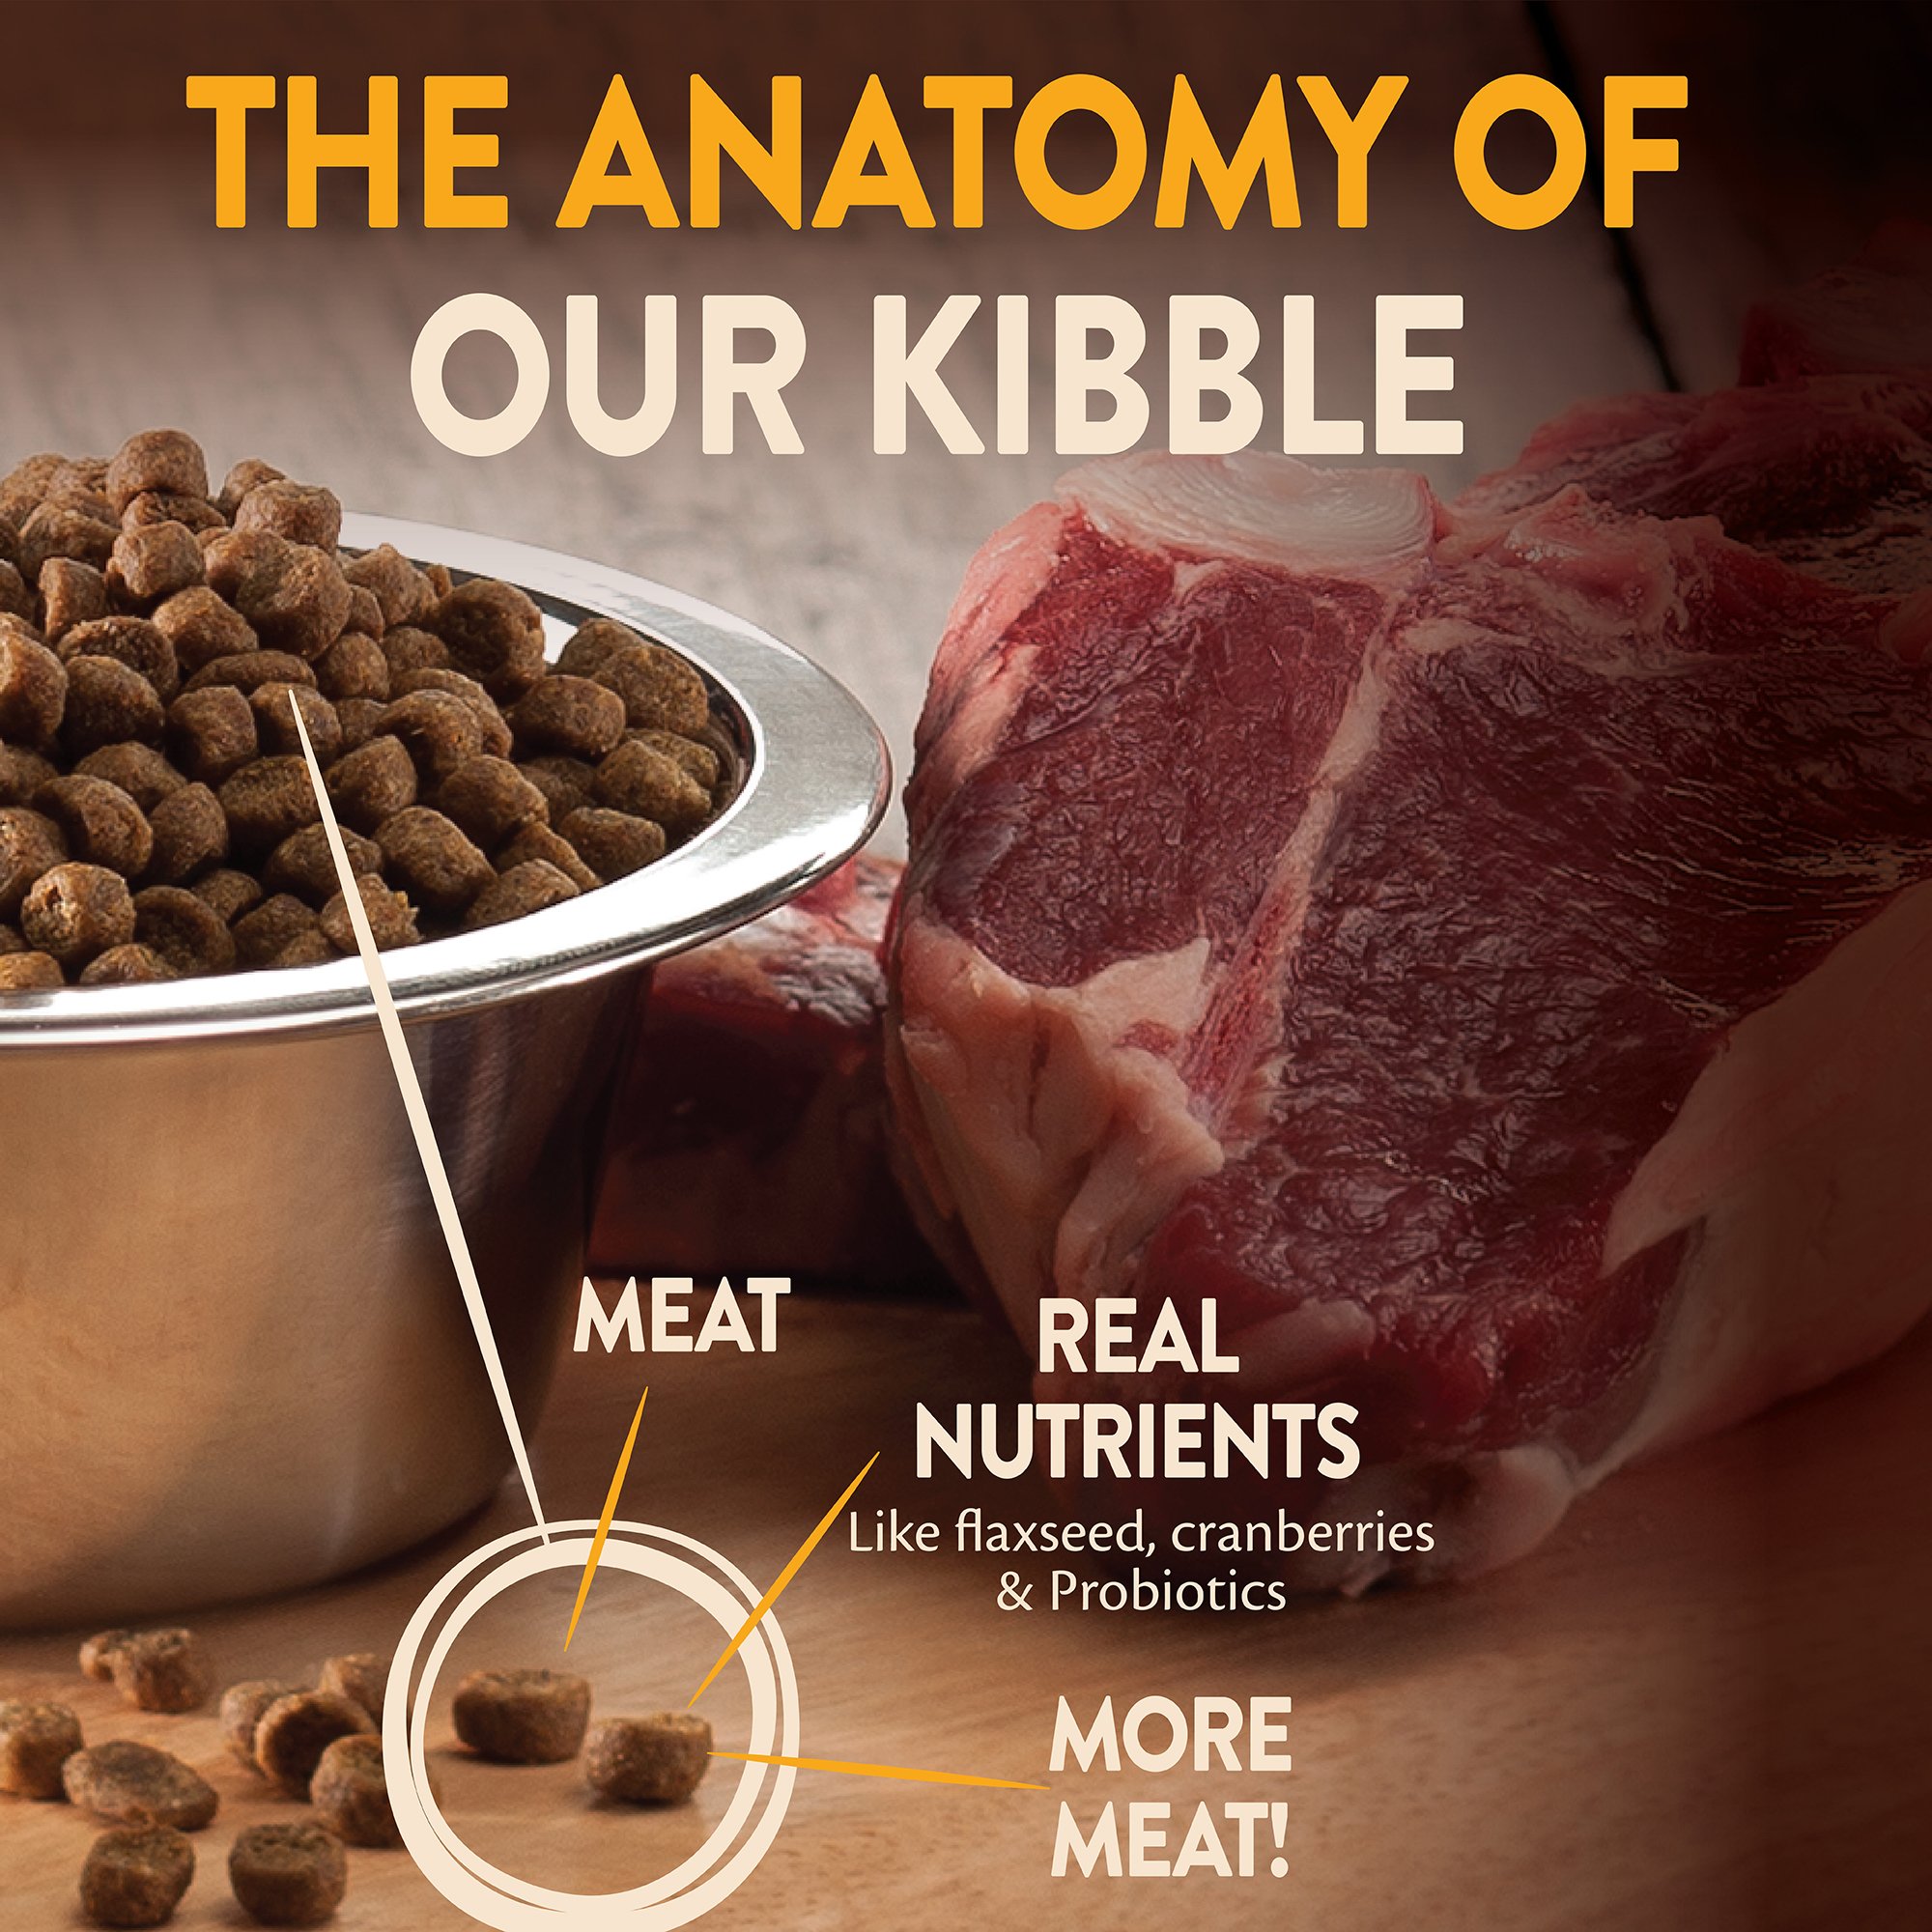 THE ANATOMY OF
OUR KIBBLE
MEAT
REAL
NUTRIENTS
Like flaxseed, cranberries
& Probiotics
MORE
MEAT!